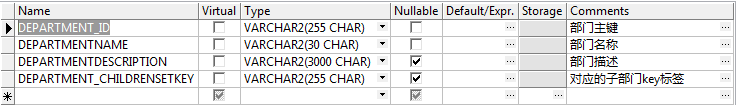 Name Virtual Type Nullable Default/Expr. Storage Comments
DEPARTMENT_ID VARCHAR2(255 CHAR) ... 部门主键 ...
DEPARTMENTNAME VARCHAR2(30 CHAR) ... 部门名称 ...
DEPARTMENTDESCRIPTION VARCHAR2(3000 CHAR) ... 部门描述 ...
DEPARTMENT_CHILDRENSETKEY VARCHAR2(255 CHAR) ... 对应的子部门key标签 ...
* ... ...